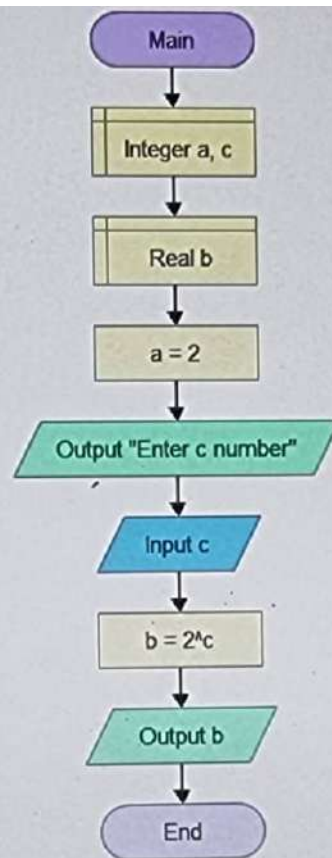 Main
Integer a, c
Real b
a = 2
Output "Enter c number"
Input c
b = 2^c
Output b
End